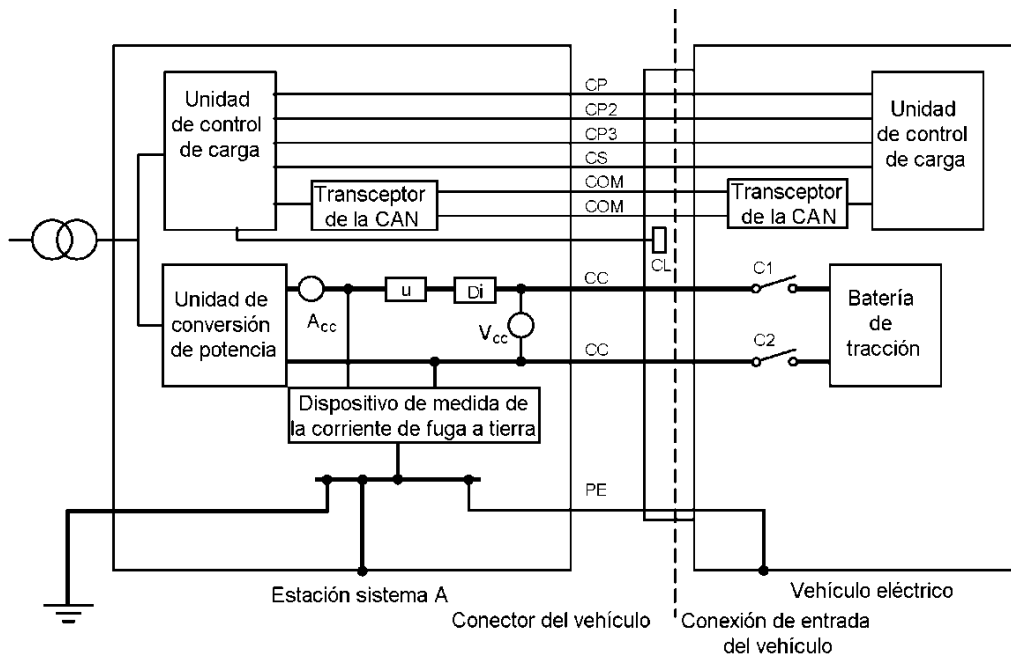 Unidad
de control
de carga
CP
CP2
CP3
CS
COM
COM
Transceptor
de la CAN
Transceptor
de la CAN
Unidad
de control
de carga
CL
Unidad de
conversión
de potencia
Acc
u
Di
Vcc
CC
CC
C1
C2
Batería
de
tracción
Dispositivo de medida de
la corriente de fuga a tierra
PE
Estación sistema A
Vehículo eléctrico
Conector del vehículo
Conexión de entrada
del vehículo